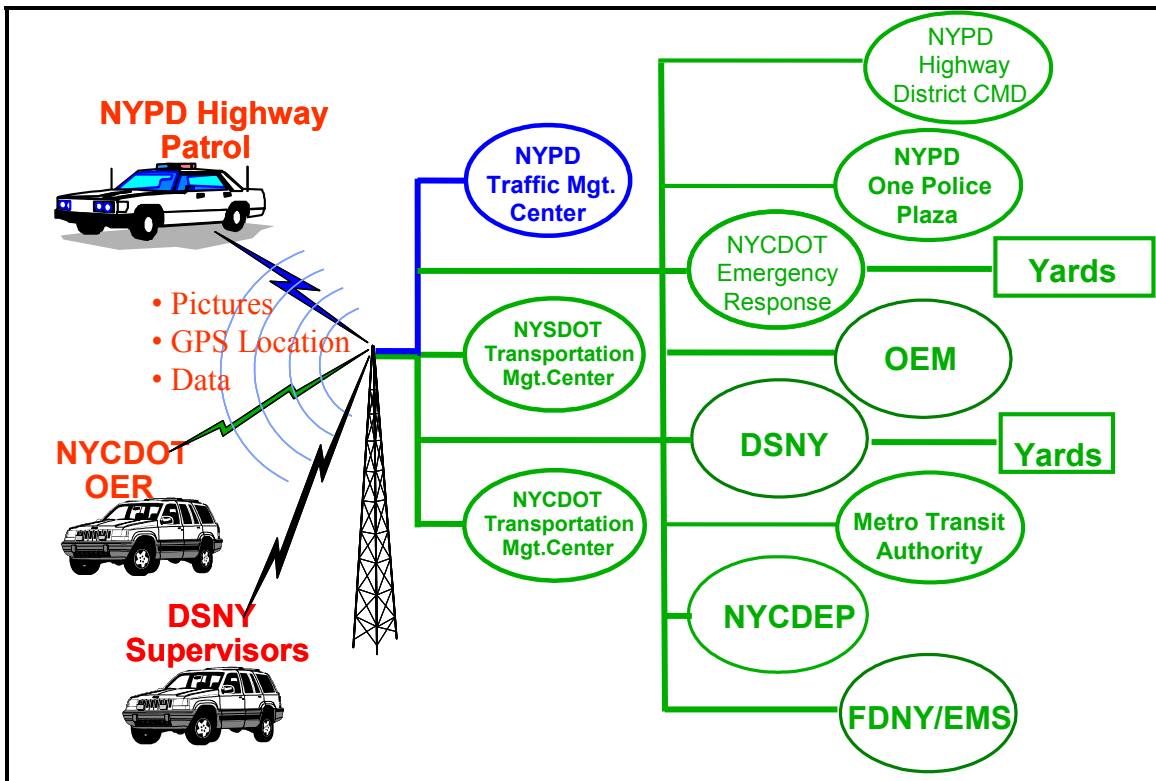 NYPD Highway
Patrol
• Pictures
• GPS Location
• Data
NYCDOT
OER
DSNY
Supervisors
NYPD
Traffic Mgt.
Center
NYSDOT
Transportation
Mgt.Center
NYCDOT
Transportation
Mgt.Center
NYPD
Highway
District CMD
NYPD
One Police
Plaza
NYCDOT
Emergency
Response
Yards
OEM
DSNY
Yards
Metro Transit
Authority
NYCDEP
FDNY/EMS